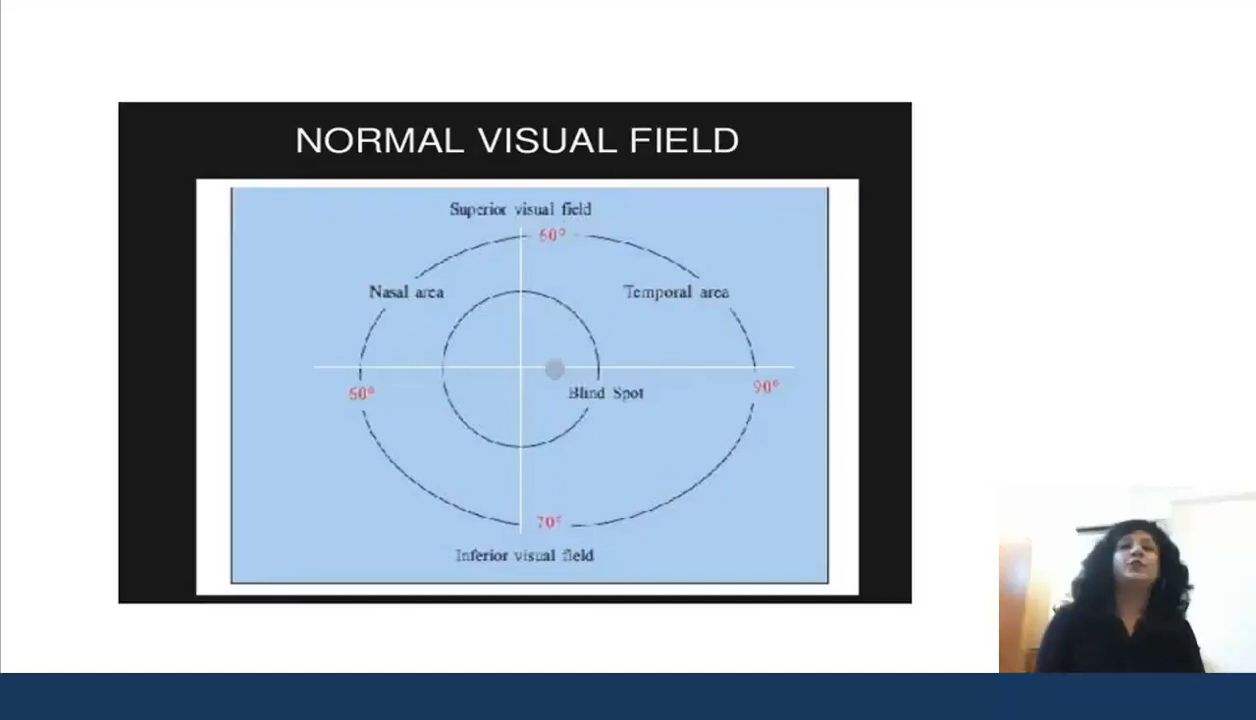 NORMAL VISUAL FIELD
Superior visual field
60°
Nasal area
Temporal area
60°
Blind Spot
90°
70°
Inferior visual field